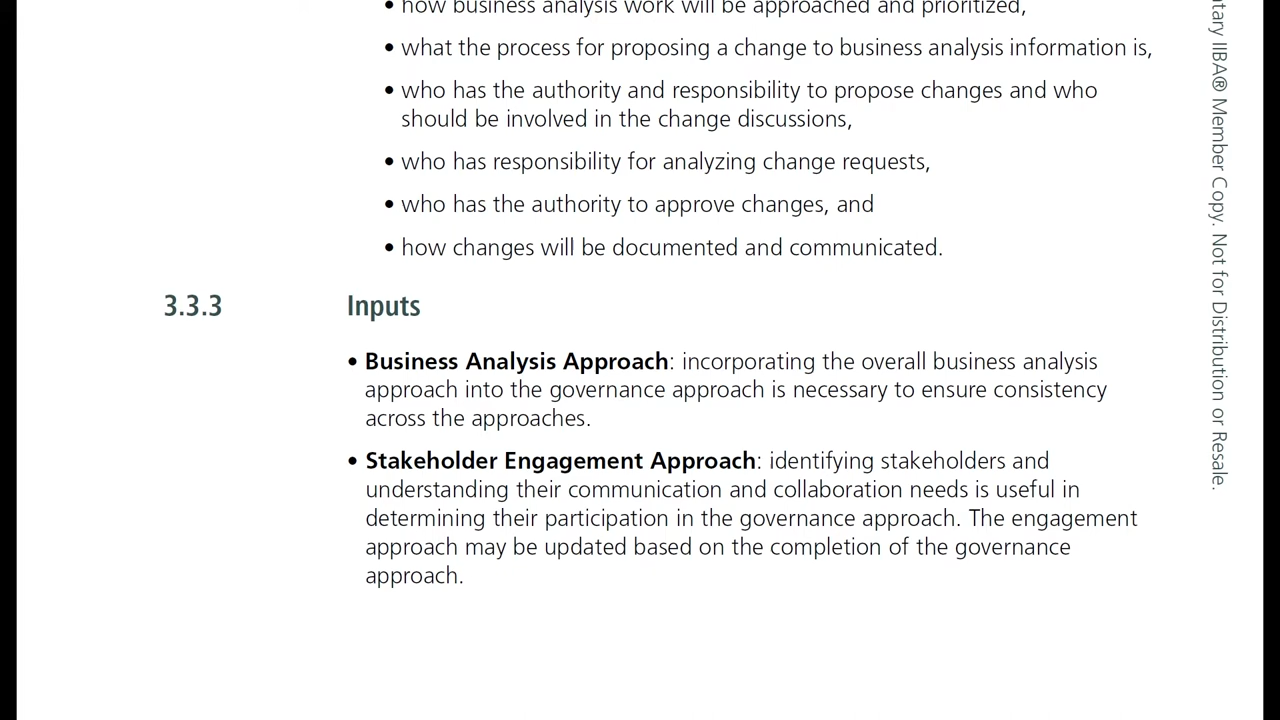 • how business analysis work will be approached and prioritized,
• what the process for proposing a change to business analysis information is,
• who has the authority and responsibility to propose changes and who
should be involved in the change discussions,
• who has responsibility for analyzing change requests,
• who has the authority to approve changes, and
• how changes will be documented and communicated.
3.3.3 Inputs
• Business Analysis Approach: incorporating the overall business analysis
approach into the governance approach is necessary to ensure consistency
across the approaches.
• Stakeholder Engagement Approach: identifying stakeholders and
understanding their communication and collaboration needs is useful in
determining their participation in the governance approach. The engagement
approach may be updated based on the completion of the governance
approach.
IIBA® Member Copy. Not for Distribution or Resale.